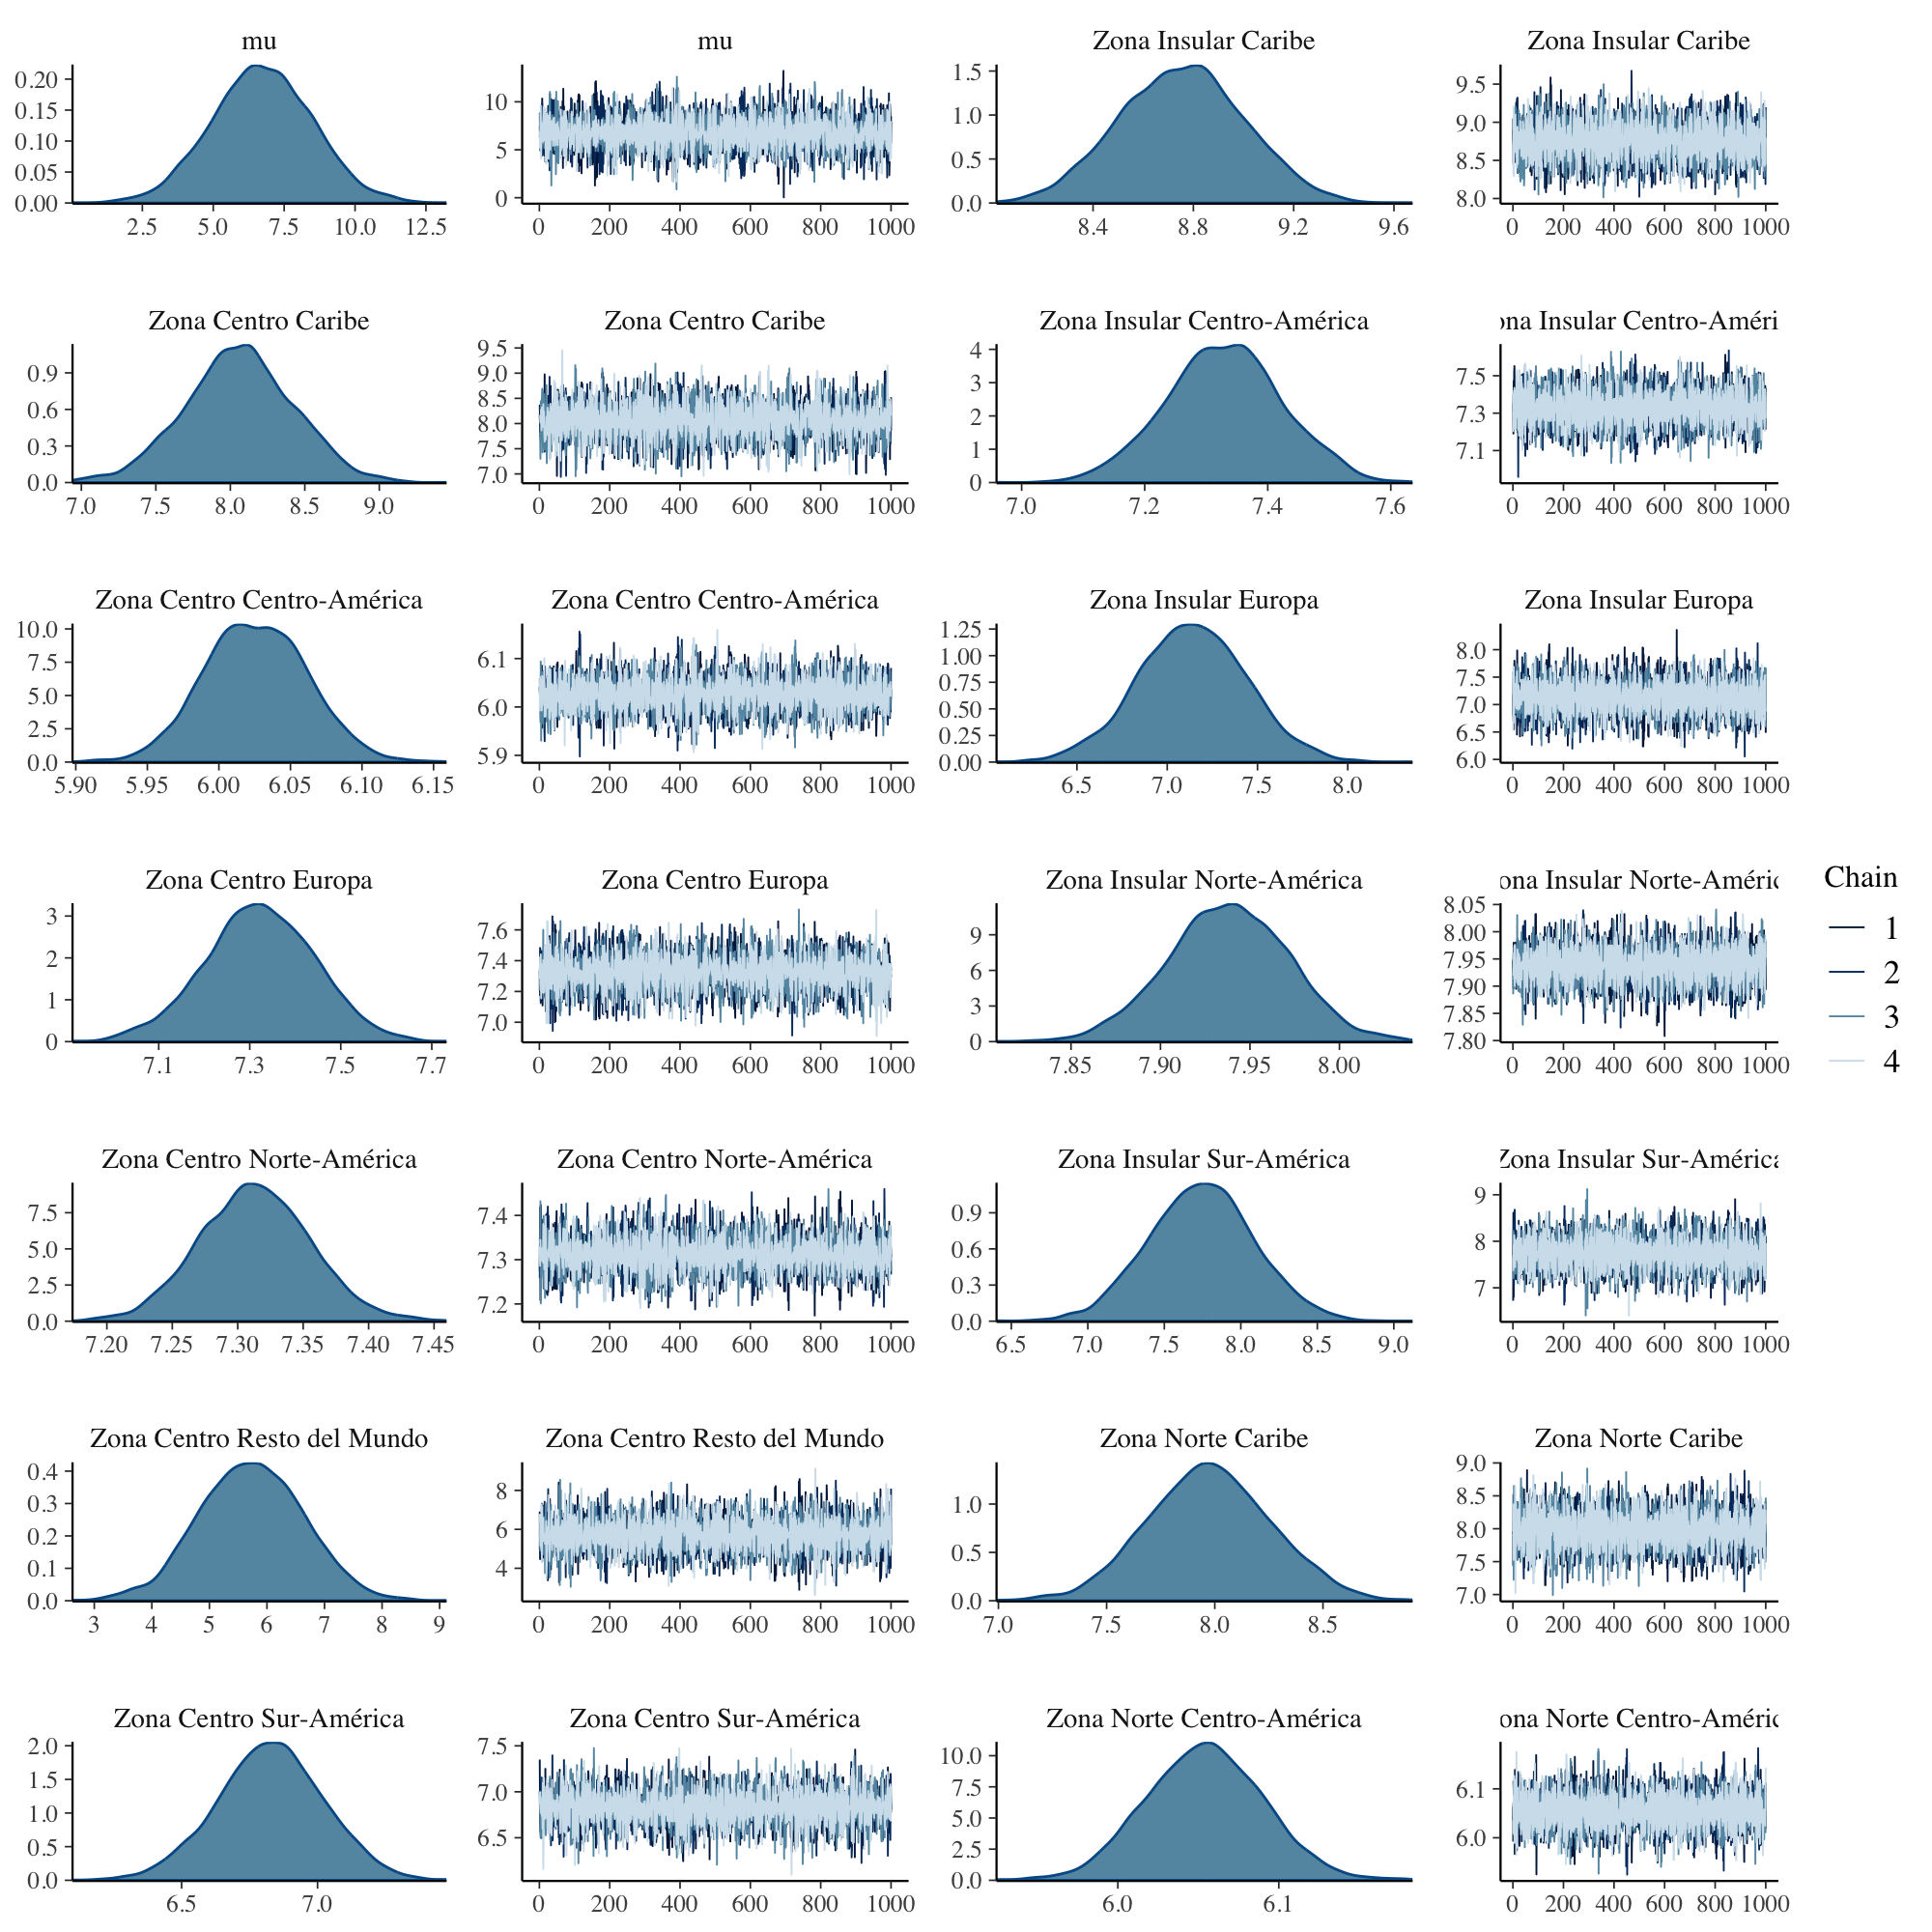 mu
mu
Zona Insular Caribe
Zona Insular Caribe
0.20
0.15
0.10
0.05
0.00
2.5 5.0 7.5 10.0 12.5
10
5
0
0 200 400 600 800 1000
1.5
1.0
0.5
0.0
8.4 8.8 9.2 9.6
9.5
9.0
8.5
8.0
0 200 400 600 800 1000
Zona Centro Caribe
Zona Centro Caribe
Zona Insular Centro-América
ona Insular Centro-Améri
0.9
0.6
0.3
0.0
7.0 7.5 8.0 8.5 9.0
9.5
9.0
8.5
8.0
7.5
7.0
0 200 400 600 800 1000
4
3
2
1
0
7.0 7.2 7.4 7.6
7.5
7.3
7.1
0 200 400 600 800 1000
Zona Centro Centro-América
Zona Centro Centro-América
Zona Insular Europa
Zona Insular Europa
10.0
7.5
5.0
2.5
0.0
5.90 5.95 6.00 6.05 6.10 6.15
6.1
6.0
5.9
0 200 400 600 800 1000
1.25
1.00
0.75
0.50
0.25
0.00
6.5 7.0 7.5 8.0
8.0
7.5
7.0
6.5
6.0
0 200 400 600 800 1000
Zona Centro Europa
Zona Centro Europa
Zona Insular Norte-América
ona Insular Norte-Améric
3
2
1
0
7.1 7.3 7.5 7.7
7.6
7.4
7.2
7.0
0 200 400 600 800 1000
9
6
3
0
7.85 7.90 7.95 8.00
8.05
8.00
7.95
7.90
7.85
7.80
0 200 400 600 800 1000
Chain
1
2
3
4
Zona Centro Norte-América
Zona Centro Norte-América
Zona Insular Sur-América
Zona Insular Sur-América
7.5
5.0
2.5
0.0
7.20 7.25 7.30 7.35 7.40 7.45
7.4
7.3
7.2
0 200 400 600 800 1000
0.9
0.6
0.3
0.0
6.5 7.0 7.5 8.0 8.5 9.0
9
8
7
0 200 400 600 800 1000
Zona Centro Resto del Mundo
Zona Centro Resto del Mundo
Zona Norte Caribe
Zona Norte Caribe
0.4
0.3
0.2
0.1
0.0
3 4 5 6 7 8 9
8
6
4
0 200 400 600 800 1000
1.0
0.5
0.0
7.0 7.5 8.0 8.5
9.0
8.5
8.0
7.5
7.0
0 200 400 600 800 1000
Zona Centro Sur-América
Zona Centro Sur-América
Zona Norte Centro-América
ona Norte Centro-Améric
2.0
1.5
1.0
0.5
0.0
6.5 7.0
7.5
7.0
6.5
0 200 400 600 800 1000
10.0
7.5
5.0
2.5
0.0
6.0 6.1
6.1
6.0
0 200 400 600 800 1000